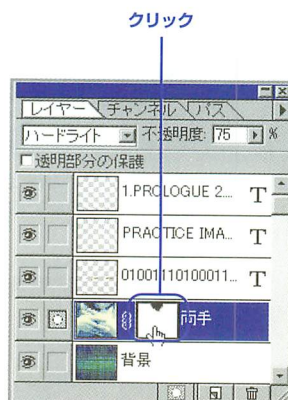 クリック
レイヤー チャンネル パス
ハードライト 不透明度: 75 %
透明部分の保護
1.PROLOGUE 2... T
PRACTICE IMA... T
01001110100011... T
両手
背景